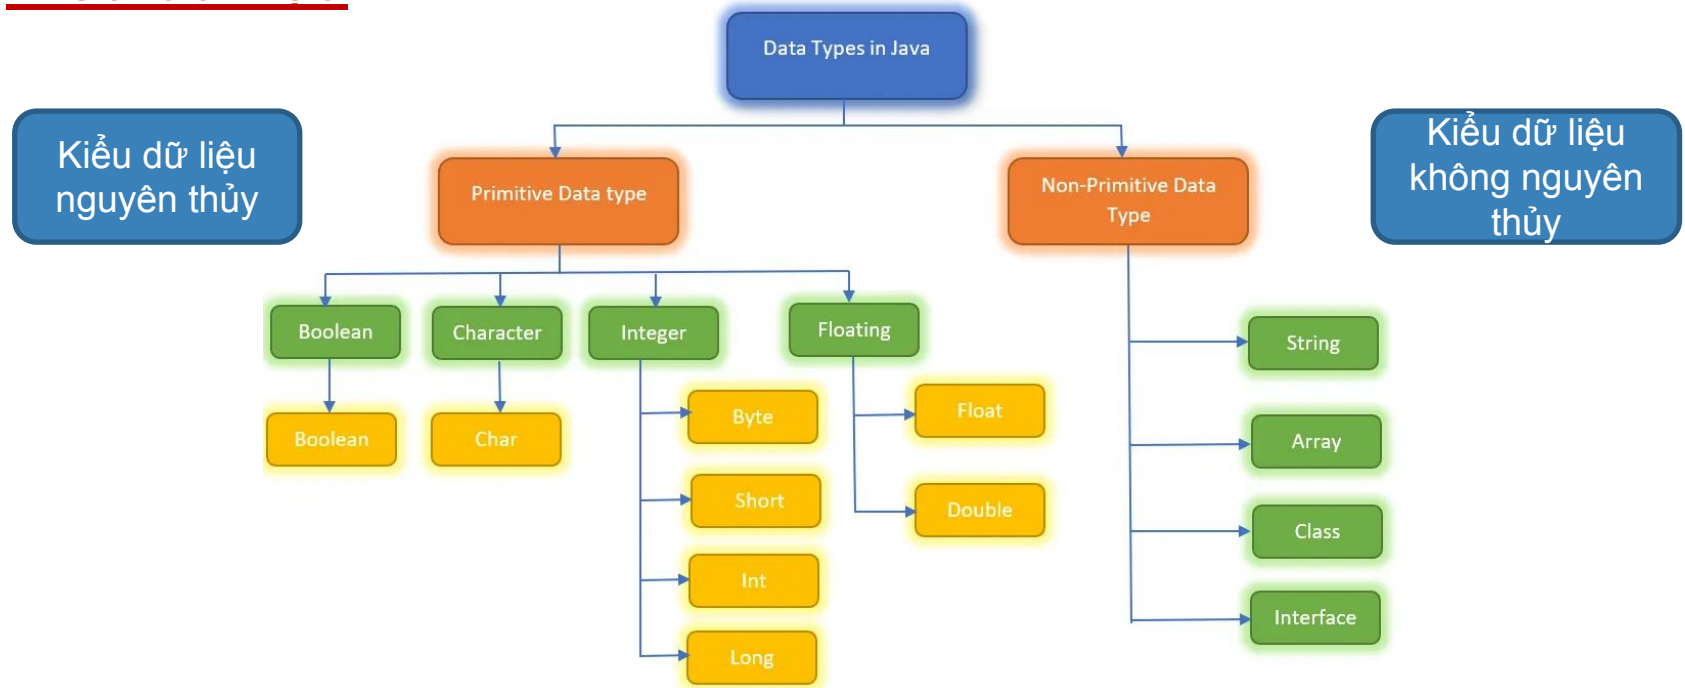 Data Types in Java
Kiểu dữ liệu
nguyên thủy
Kiểu dữ liệu
không nguyên
thủy
Primitive Data type
Non-Primitive Data
Type
Boolean
Character
Integer
Floating
String
Boolean
Char
Byte
Float
Array
Short
Double
Class
Int
Interface
Long